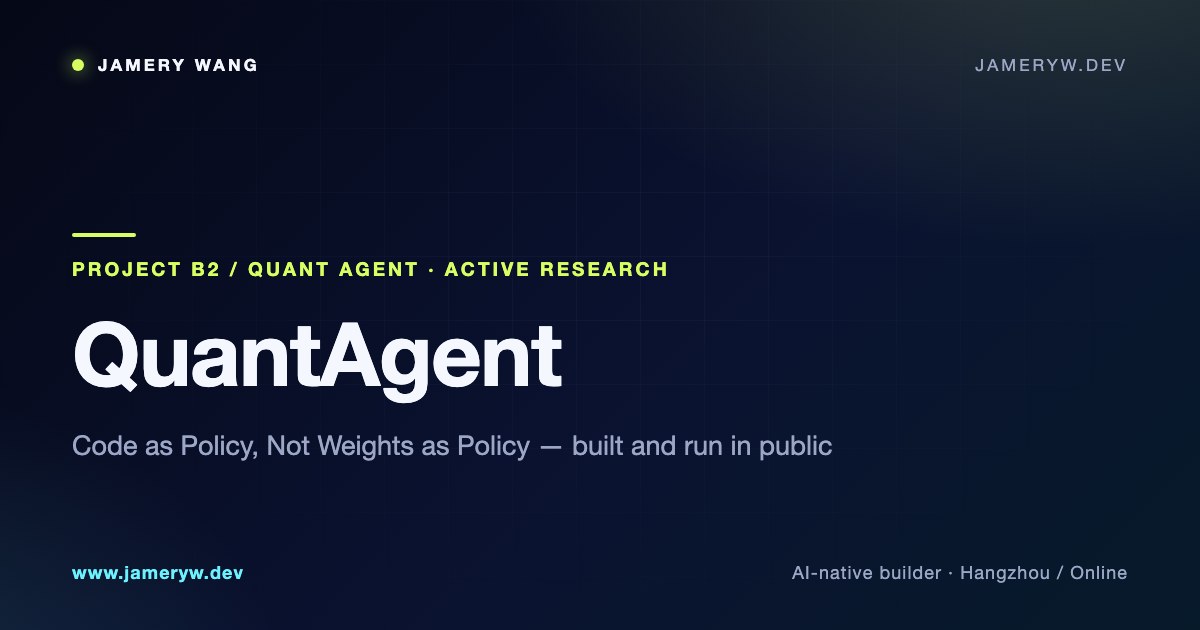 JAMERY WANG
JAMERYW.DEV
PROJECT B2 / QUANT AGENT · ACTIVE RESEARCH
QuantAgent
Code as Policy, Not Weights as Policy — built and run in public
www.jameryw.dev
AI-native builder · Hangzhou / Online